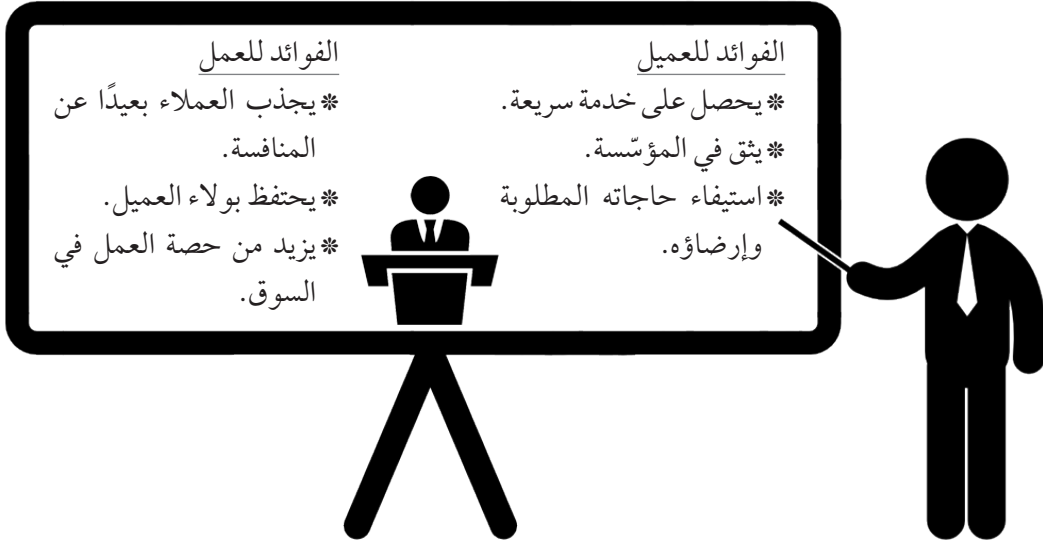 الفوائد للعميل
* يحصل على خدمة سريعة.
* يثق في المؤسّسة.
* استيفاء حاجاته المطلوبة
وإرضاؤه.
الفوائد للعمل
* يجذب العملاء بعيدًا عن
المنافسة.
* يحتفظ بولاء العميل.
* يزيد من حصة العمل في
السوق.